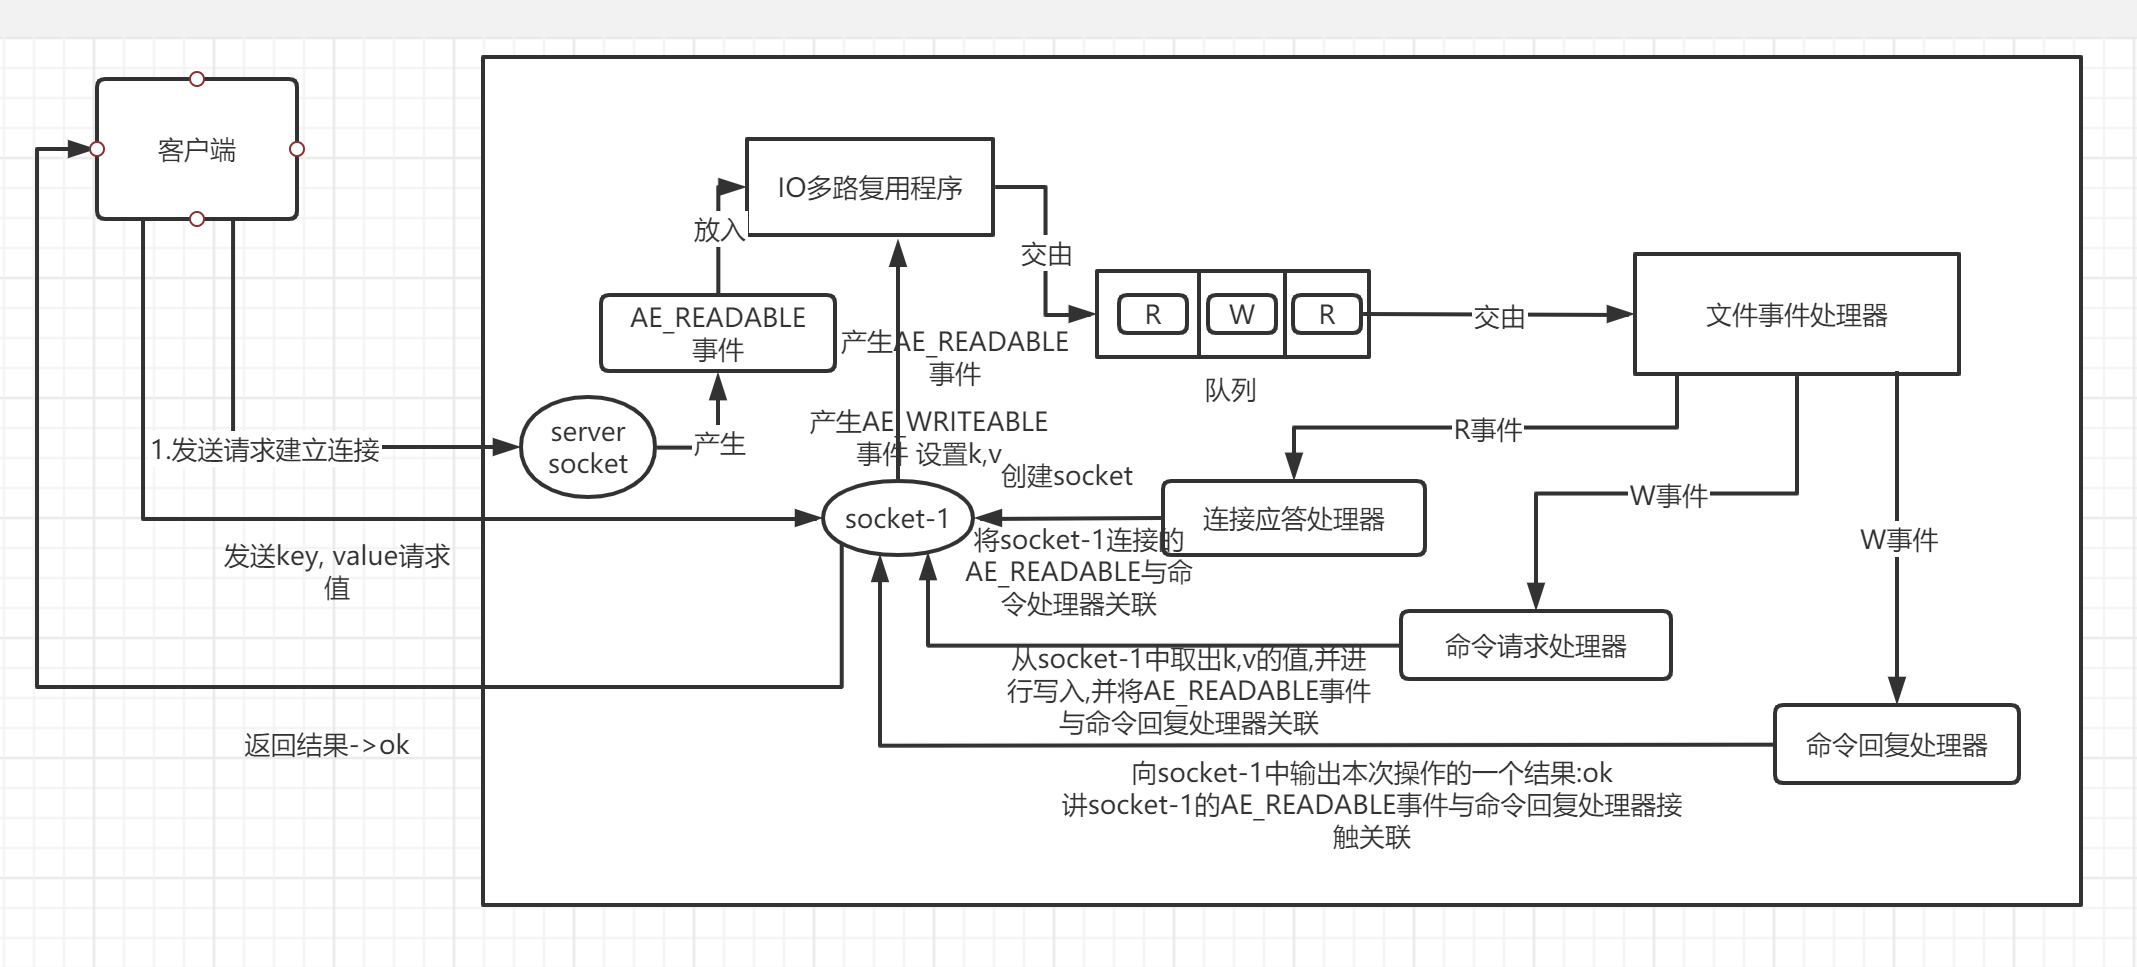 客户端
IO多路复用程序
放入
交由
AE_READABLE
事件
R
W
R
交由
文件事件处理器
产生AE_READABLE
事件
队列
产生AE_WRITEABLE
事件 设置k,v
R事件
server
socket
产生
1.发送请求建立连接
创建socket
W事件
socket-1
连接应答处理器
W事件
将socket-1连接的
AE_READABLE与命
令处理器关联
发送key, value请求
值
命令请求处理器
从socket-1中取出k,v的值,并进
行写入,并将AE_READABLE事件
与命令回复处理器关联
返回结果->ok
命令回复处理器
向socket-1中输出本次操作的一个结果:ok
讲socket-1的AE_READABLE事件与命令回复处理器接
触关联